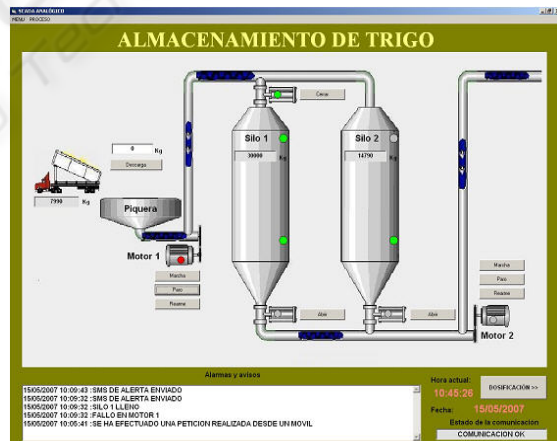 SCADA ANALÓGICO
MENU PROCESO
ALMACENAMIENTO DE TRIGO
Cerrar
Silo 1
30000 Kg
Silo 2
14790 Kg
0 Kg
Descarga
7990 Kg
Piquera
Motor 1
Marcha
Paro
Rearme
Abrir
Abrir
Marcha
Paro
Rearme
Motor 2
Alarmas y avisos
15/05/2007 10:09:43 :SMS DE ALERTA ENVIADO
15/05/2007 10:09:32 :SMS DE ALERTA ENVIADO
15/05/2007 10:09:32 :SILO 1 LLENO
15/05/2007 10:09:32 :FALLO EN MOTOR 1
15/05/2007 10:05:41 :SE HA EFECTUADO UNA PETICION REALIZADA DESDE UN MOVIL
Hora actual:
10:45:26
DOSIFICACIÓN >>
Fecha: 15/05/2007
Estado de la comunicación
COMUNICACION OK